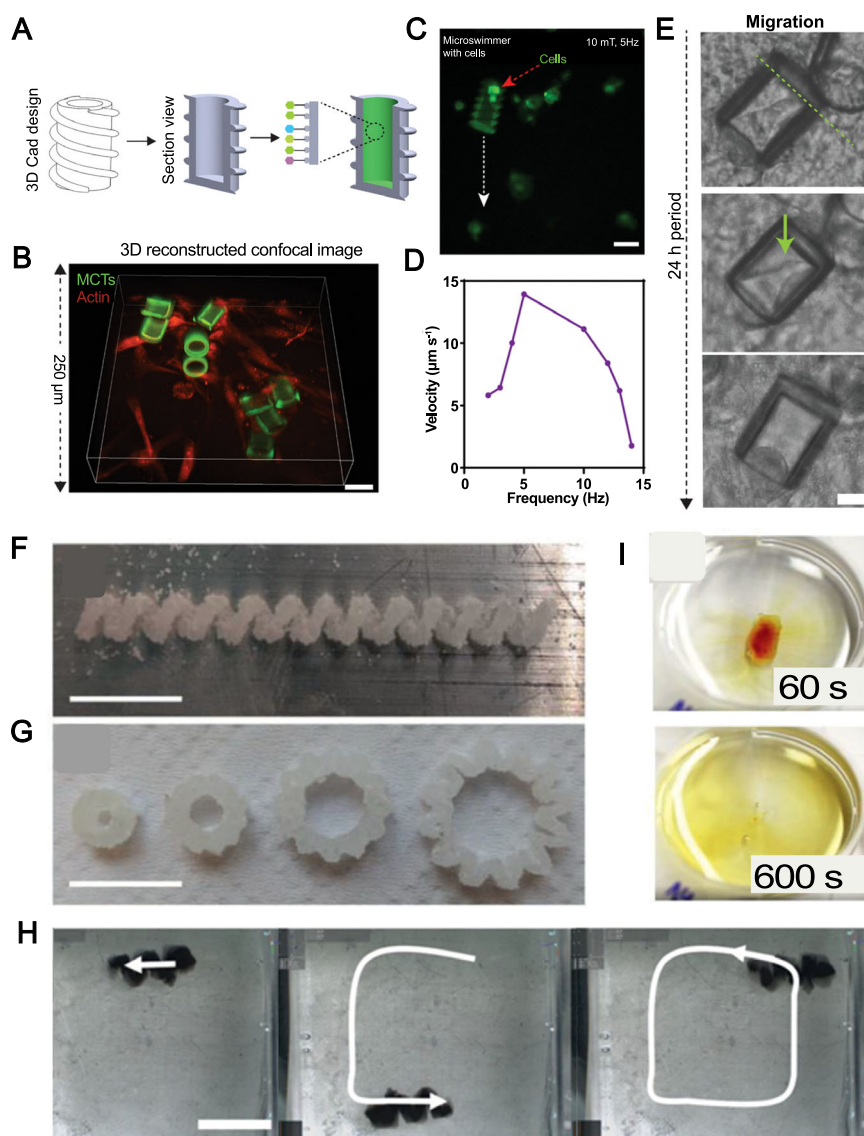 A
3D Cad design
Section view
B
3D reconstructed confocal image
MCTs
Actin
250 μm
C
Microswimmer
with cells
10 mT, 5Hz
Cells
D
15
10
5
0
Velocity (μm s⁻¹)
0
5
10
15
Frequency (Hz)
E
Migration
24 h period
F
G
H
I
60 s
600 s